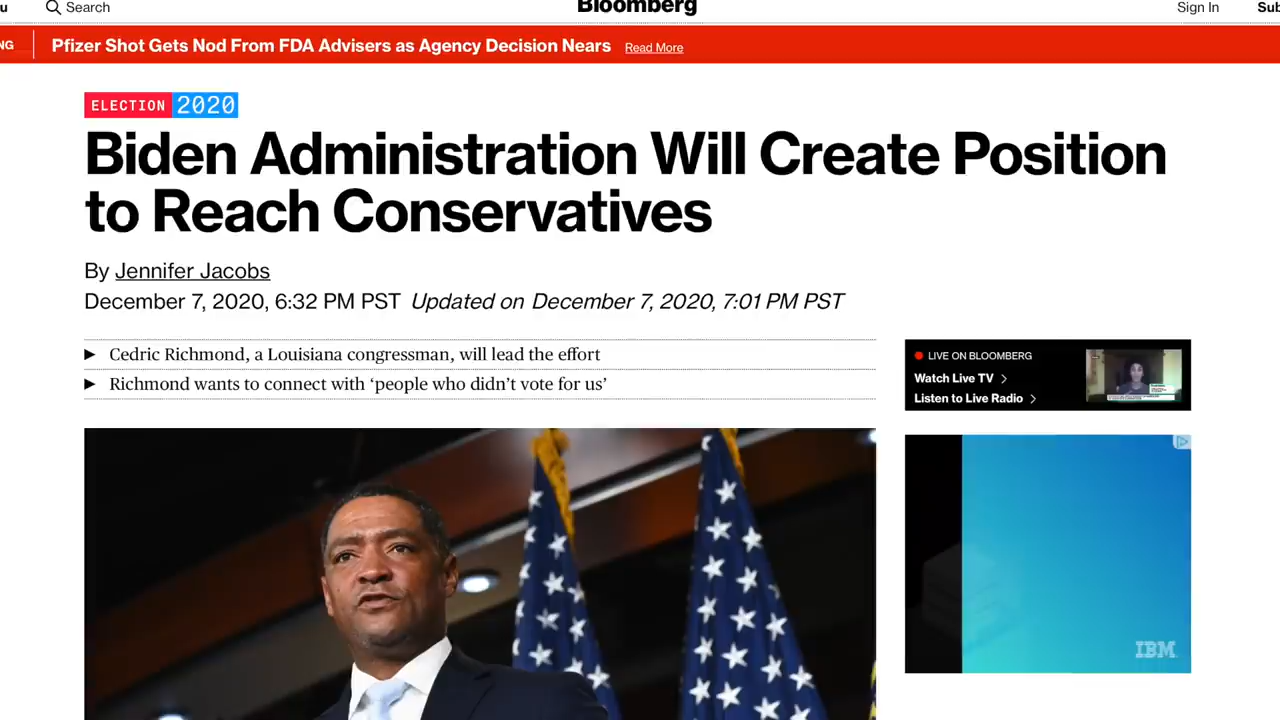 u Search Bloomberg Sign In Sub
NG Pfizer Shot Gets Nod From FDA Advisers as Agency Decision Nears Read More
ELECTION 2020
Biden Administration Will Create Position
to Reach Conservatives
By Jennifer Jacobs
December 7, 2020, 6:32 PM PST Updated on December 7, 2020, 7:01 PM PST
▶ Cedric Richmond, a Louisiana congressman, will lead the effort
▶ Richmond wants to connect with ‘people who didn’t vote for us’
LIVE ON BLOOMBERG
Watch Live TV >
Listen to Live Radio >
IBM